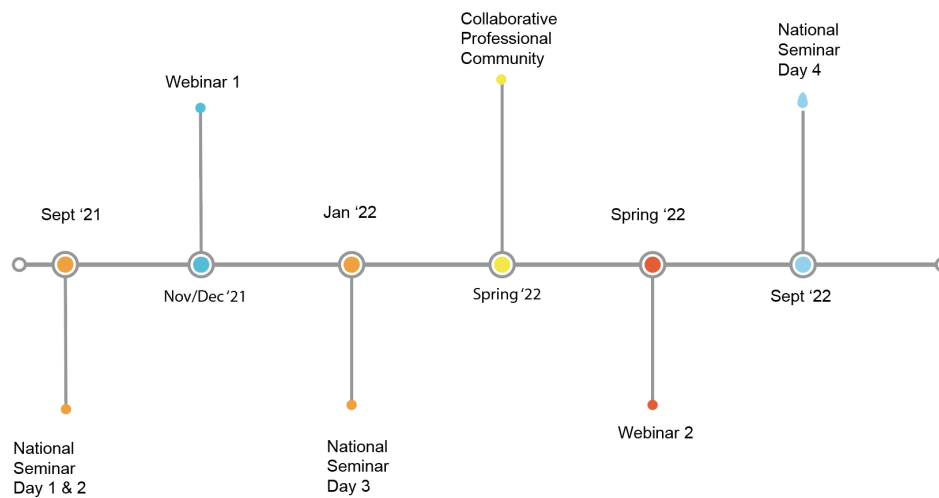 Collaborative
Professional
Community
National
Seminar
Day 4
Webinar 1
Sept ‘21
Jan ‘22
Spring ‘22
Nov/Dec ‘21
Spring ‘22
Sept ‘22
National
Seminar
Day 1 & 2
National
Seminar
Day 3
Webinar 2